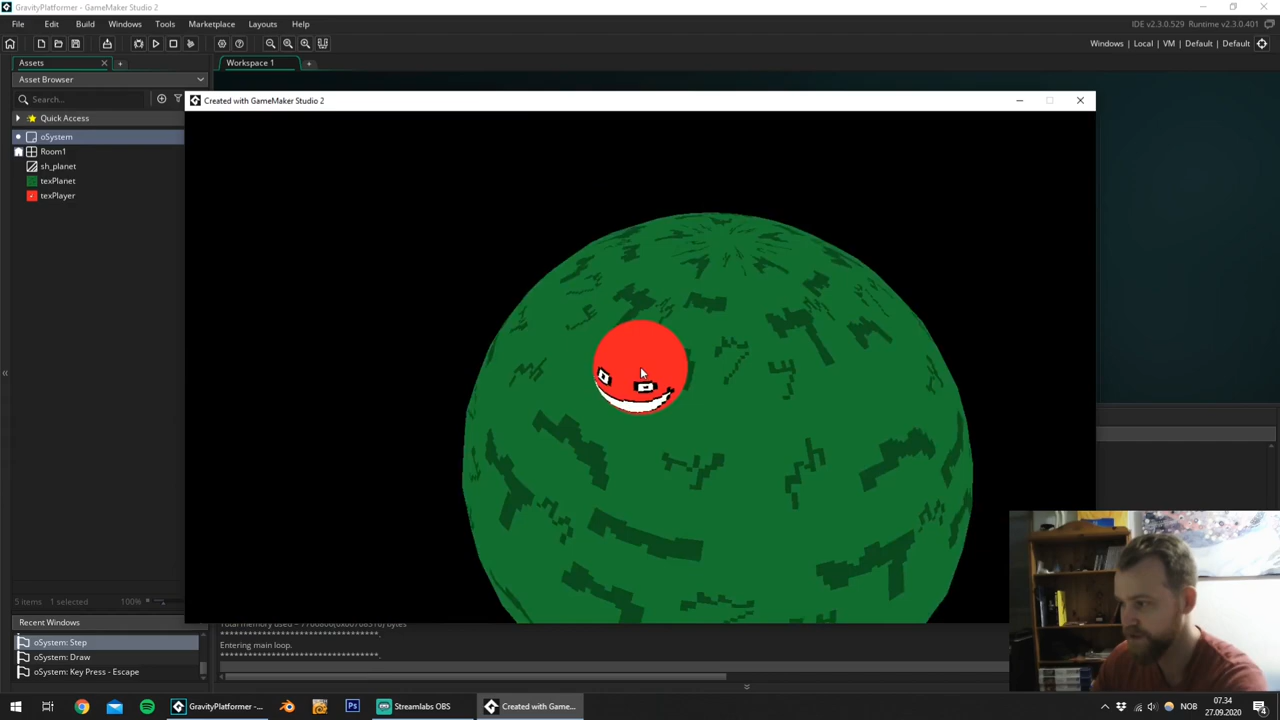 GravityPlatformer - GameMaker Studio 2
File Edit Build Windows Tools Marketplace Layouts Help
IDE v2.3.0.529 Runtime v2.3.0.401
Windows | Local | VM | Default | Default
Assets
Workspace 1
Asset Browser
Search...
Created with GameMaker Studio 2
Quick Access
oSystem
Room1
sh_planet
texPlanet
texPlayer
5 items 1 selected 100%
Recent Windows
oSystem: Step
oSystem: Draw
oSystem: Key Press - Escape
***********************************.
Entering main loop.
***********************************.
GravityPlatformer -...
Streamlabs OBS
Created with Game...
NOB
07.34
27.09.2020
4